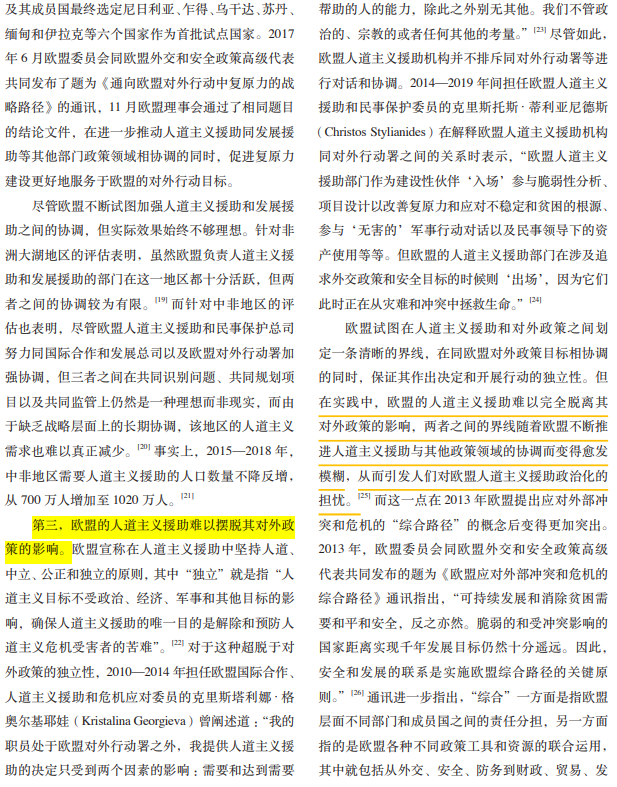 及其成员国最终选定尼日利亚、乍得、乌干达、苏丹、
缅甸和伊拉克等六个国家作为首批试点国家。2017
年 6 月欧盟委员会同欧盟外交和安全政策高级代表
共同发布了题为《通向欧盟对外行动中复原力的战
略路径》的通讯，11 月欧盟理事会通过了相同题目
的结论文件，在进一步推动人道主义援助同发展援
助等其他部门政策领域相协调的同时，促进复原力
建设更好地服务于欧盟的对外行动目标。
尽管欧盟不断试图加强人道主义援助和发展援
助之间的协调，但实际效果始终不够理想。针对非
洲大湖地区的评估表明，虽然欧盟负责人道主义援
助和发展援助的部门在这一地区都十分活跃，但两
者之间的协调较为有限。[19] 而针对中非地区的评
估也表明，尽管欧盟人道主义援助和民事保护总司
努力同国际合作和发展总司以及欧盟对外行动署加
强协调，但三者之间在共同识别问题、共同规划项
目以及共同监管上仍然是一种理想而非现实，而由
于缺乏战略层面上的长期协调，该地区的人道主义
需求也难以真正减少。[20] 事实上，2015—2018 年，
中非地区需要人道主义援助的人口数量不降反增，
从 700 万人增加至 1020 万人。[21]
第三，欧盟的人道主义援助难以摆脱其对外政
策的影响。欧盟宣称在人道主义援助中坚持人道、
中立、公正和独立的原则，其中“独立”就是指“人
道主义目标不受政治、经济、军事和其他目标的影
响，确保人道主义援助的唯一目的是解除和预防人
道主义危机受害者的苦难”。[22] 对于这种超脱于对
外政策的独立性，2010—2014 年担任欧盟国际合作、
人道主义援助和危机应对委员的克里斯塔利娜·格
奥尔基耶娃（Kristalina Georgieva）曾阐述道：“我的
职员处于欧盟对外行动署之外，我提供人道主义援
助的决定只受到两个因素的影响：需要和达到需要
帮助的人的能力，除此之外别无其他。我们不管政
治的、宗教的或者任何其他的考量。”[23] 尽管如此，
欧盟人道主义援助机构并不排斥同对外行动署等进
行对话和协调。2014—2019 年间担任欧盟人道主义
援助和民事保护委员的克里斯托斯·蒂利亚尼德斯
（Christos Stylianides）在解释欧盟人道主义援助机构
同对外行动署之间的关系时表示，“欧盟人道主义
援助部门作为建设性伙伴‘入场’参与脆弱性分析、
项目设计以改善复原力和应对不稳定和贫困的根源、
参与‘无害的’军事行动对话以及民事领导下的资
产使用等等。但欧盟人道主义援助部门在涉及追
求外交政策和安全目标的时候则‘出场’，因为它们
此时正在从灾难和冲突中拯救生命。”[24]
欧盟试图在人道主义援助和对外政策之间划
定一条清晰的界线，在同欧盟对外政策目标相协调
的同时，保证其作出决定和开展行动的独立性。但
在实践中，欧盟的人道主义援助难以完全脱离其
对外政策的影响，两者之间的界线随着欧盟不断推
进人道主义援助与其他政策领域的协调而变得愈发
模糊，从而引发人们对欧盟人道主义援助政治化的
担忧。[25] 而这一点在 2013 年欧盟提出应对外部冲
突和危机的“综合路径”的概念后变得更加突出。
2013 年，欧盟委员会同欧盟外交和安全政策高级
代表共同发布的题为《欧盟应对外部冲突和危机的
综合路径》通讯指出，“可持续发展和消除贫困需
要和平和安全，反之亦然。脆弱的和受冲突影响的
国家距离实现千年发展目标仍然十分遥远。因此，
安全和发展的联系是实施欧盟综合路径的关键原
则。”[26] 通讯进一步指出，“综合”一方面是指欧盟
层面不同部门和成员国之间的责任分担，另一方面
指的是欧盟各种不同政策工具和资源的联合运用，
其中就包括从外交、安全、防务到财政、贸易、发